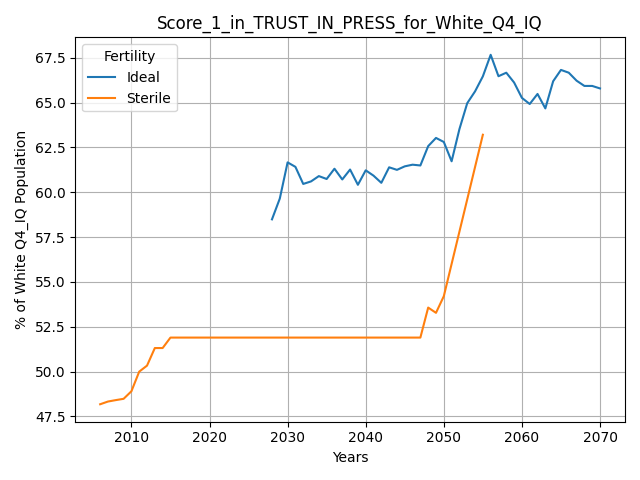 Score_1_in_TRUST_IN_PRESS_for_White_Q4_IQ
Fertility
Ideal
Sterile
% of White Q4_IQ Population
67.5
65.0
62.5
60.0
57.5
55.0
52.5
50.0
47.5
2010 2020 2030 2040 2050 2060 2070
Years